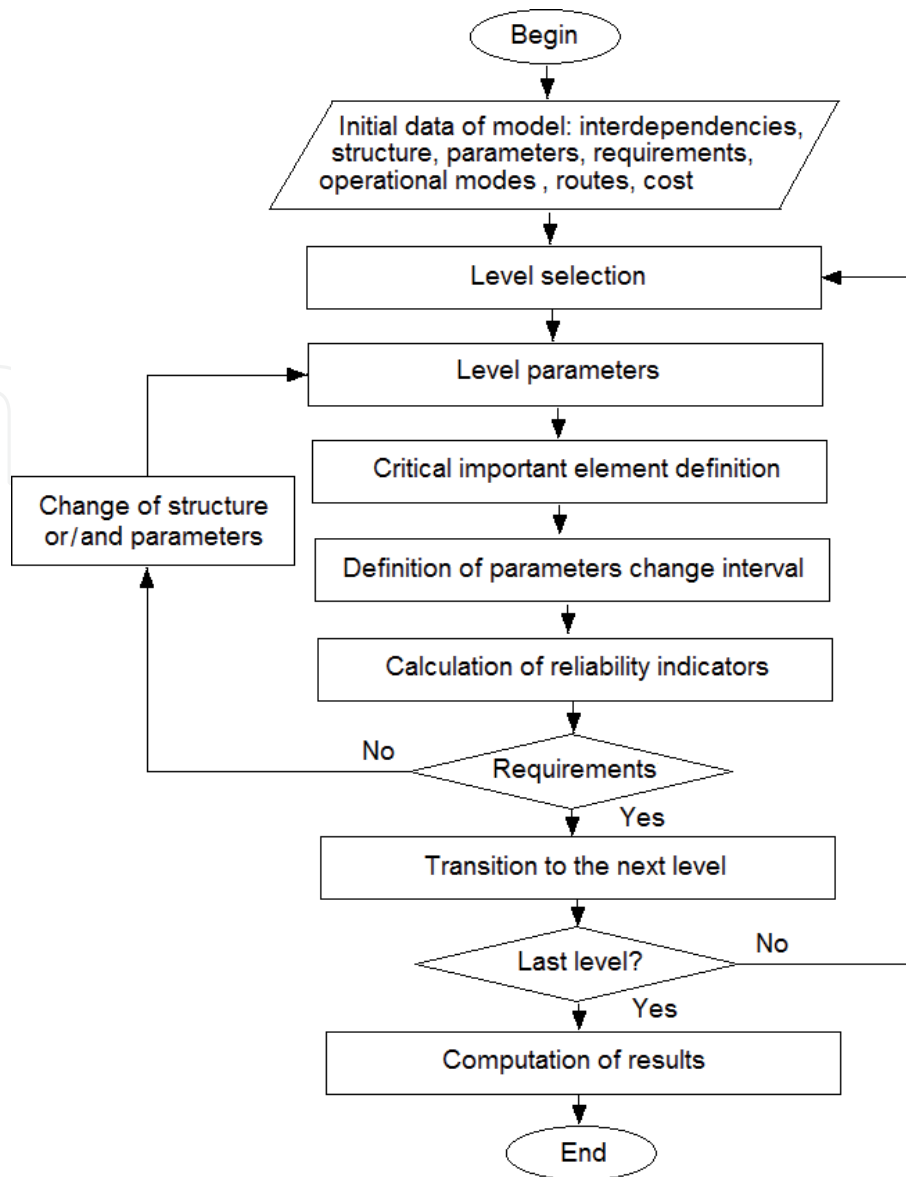 Begin
Initial data of model: interdependencies,
structure, parameters, requirements,
operational modes , routes, cost
Level selection
Level parameters
Critical important element definition
Change of structure
or/and parameters
Definition of parameters change interval
Calculation of reliability indicators
No
Requirements
Yes
Transition to the next level
No
Last level?
Yes
Computation of results
End